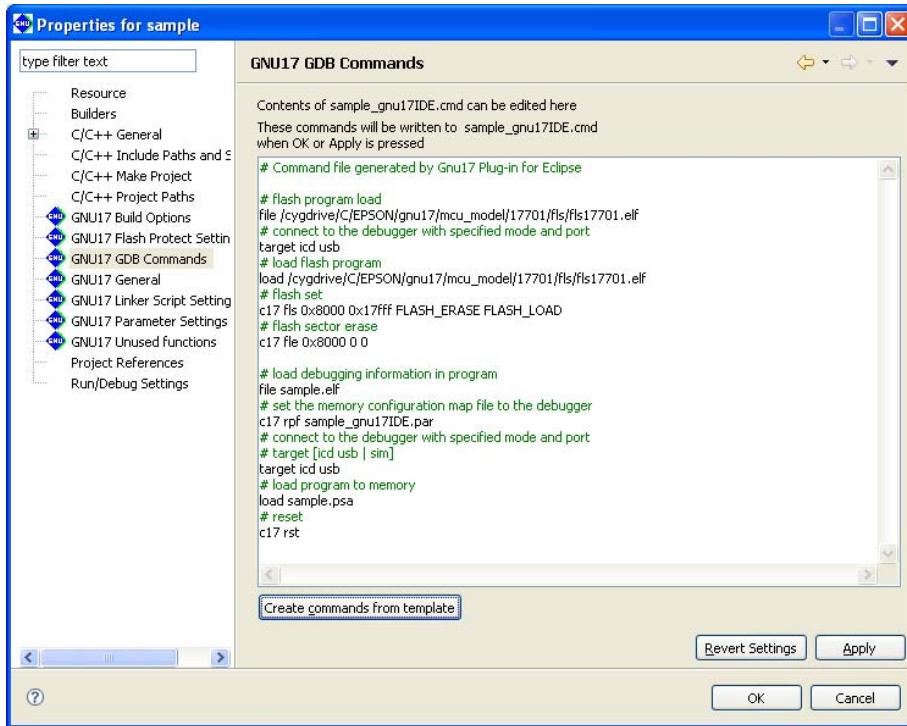 Properties for sample
type filter text
Resource
Builders
C/C++ General
C/C++ Include Paths and S
C/C++ Make Project
C/C++ Project Paths
GNU17 Build Options
GNU17 Flash Protect Settin
GNU17 GDB Commands
GNU17 General
GNU17 Linker Script Setting
GNU17 Parameter Settings
GNU17 Unused functions
Project References
Run/Debug Settings
GNU17 GDB Commands
Contents of sample_gnu17IDE.cmd can be edited here
These commands will be written to sample_gnu17IDE.cmd
when OK or Apply is pressed
# Command file generated by Gnu17 Plug-in for Eclipse
# flash program load
file /cygdrive/C/EPSON/gnu17/mcu_model/17701/fls/fls17701.elf
# connect to the debugger with specified mode and port
target icd usb
# load flash program
load /cygdrive/C/EPSON/gnu17/mcu_model/17701/fls/fls17701.elf
# flash set
c17 fls 0x8000 0x17fff FLASH_ERASE FLASH_LOAD
# flash sector erase
c17 fle 0x8000 0 0
# load debugging information in program
file sample.elf
# set the memory configuration map file to the debugger
c17 rpf sample_gnu17IDE.par
# connect to the debugger with specified mode and port
# target [icd usb | sim]
target icd usb
# load program to memory
load sample.psa
# reset
c17 rst
Create commands from template
Revert Settings
Apply
OK
Cancel